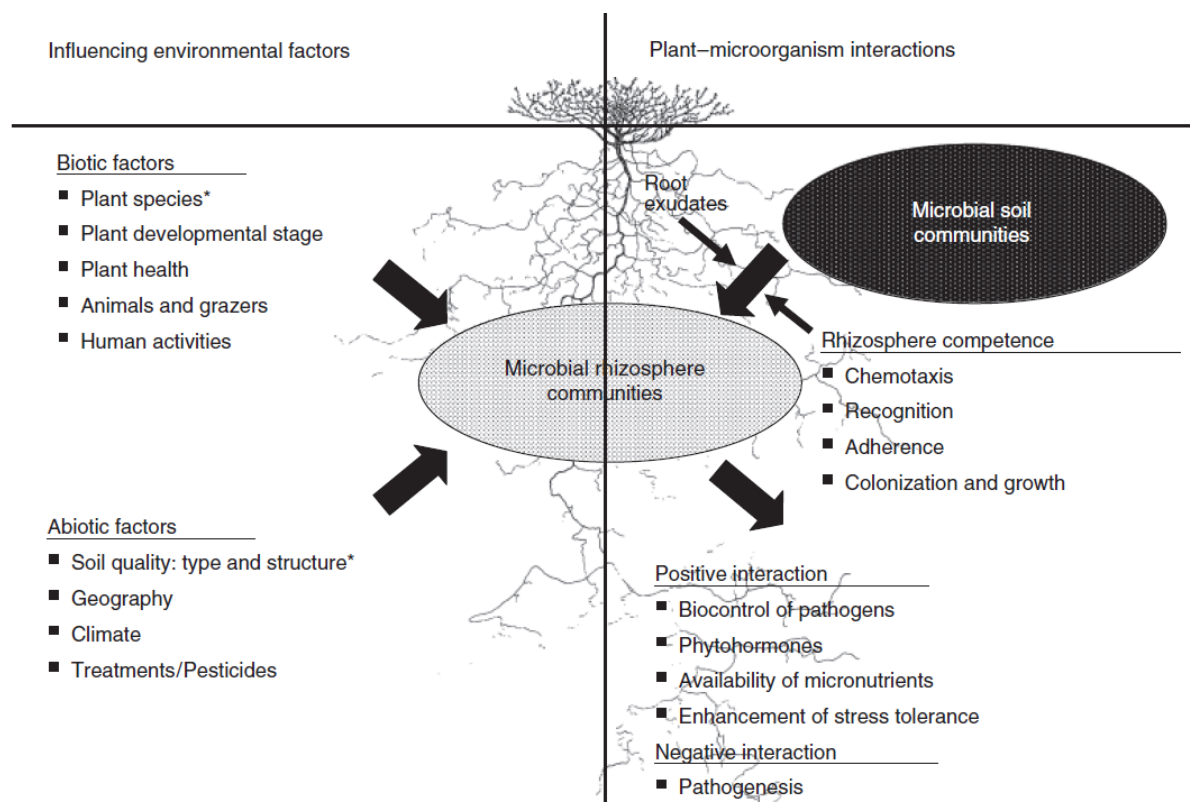 Influencing environmental factors
Plant–microorganism interactions
Biotic factors
■ Plant species*
■ Plant developmental stage
■ Plant health
■ Animals and grazers
■ Human activities
Abiotic factors
■ Soil quality: type and structure*
■ Geography
■ Climate
■ Treatments/Pesticides
Root
exudates
Microbial soil
communities
Microbial rhizosphere
communities
Rhizosphere competence
■ Chemotaxis
■ Recognition
■ Adherence
■ Colonization and growth
Positive interaction
■ Biocontrol of pathogens
■ Phytohormones
■ Availability of micronutrients
■ Enhancement of stress tolerance
Negative interaction
■ Pathogenesis